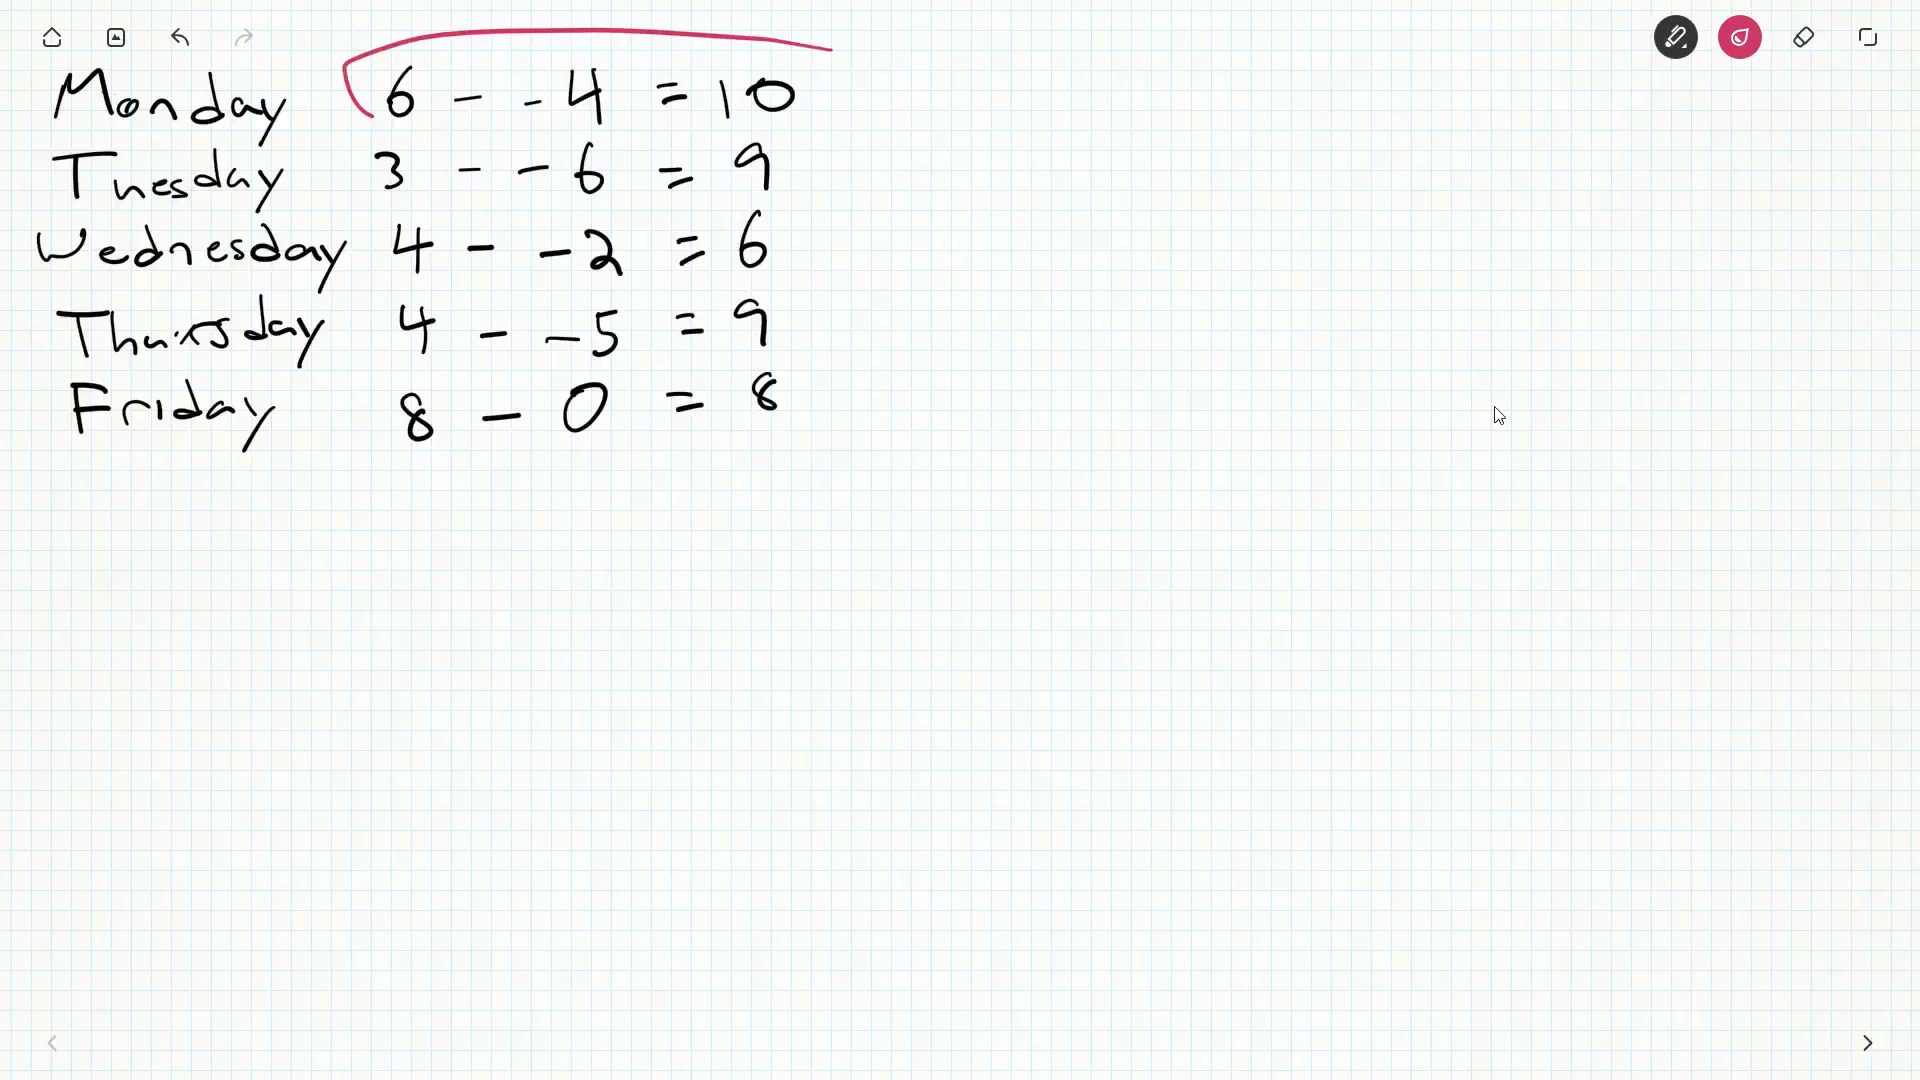 Monday 6 - -4 = 10
Tuesday 3 - -6 = 9
Wednesday 4 - -2 = 6
Thursday 4 - -5 = 9
Friday 8 - 0 = 8